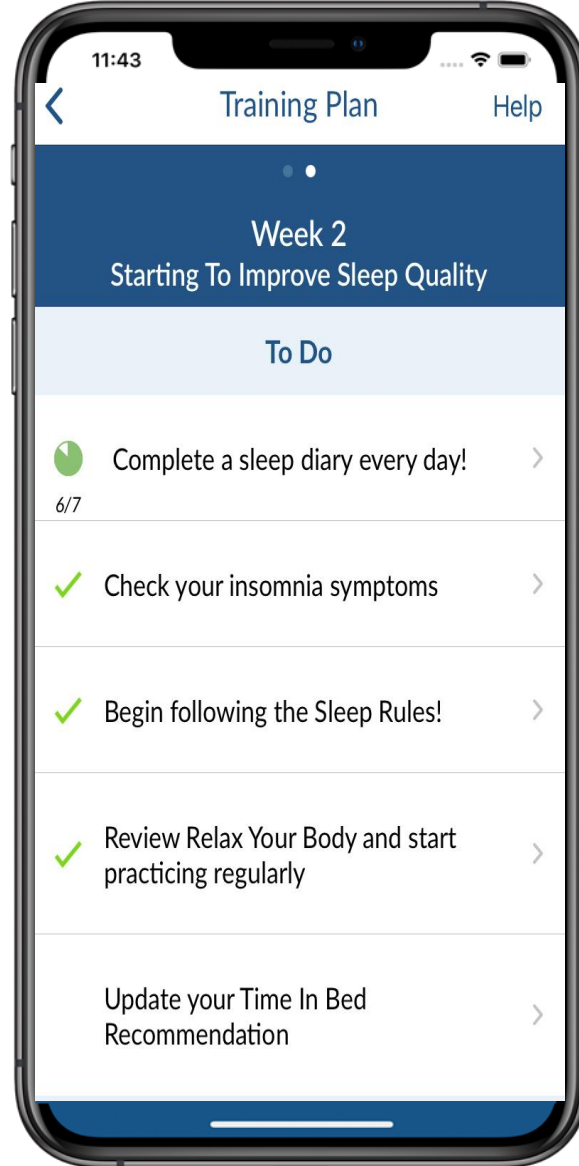 11:43
Training Plan
Help
Week 2
Starting To Improve Sleep Quality
To Do
Complete a sleep diary every day!
6/7
Check your insomnia symptoms
Begin following the Sleep Rules!
Review Relax Your Body and start
practicing regularly
Update your Time In Bed
Recommendation